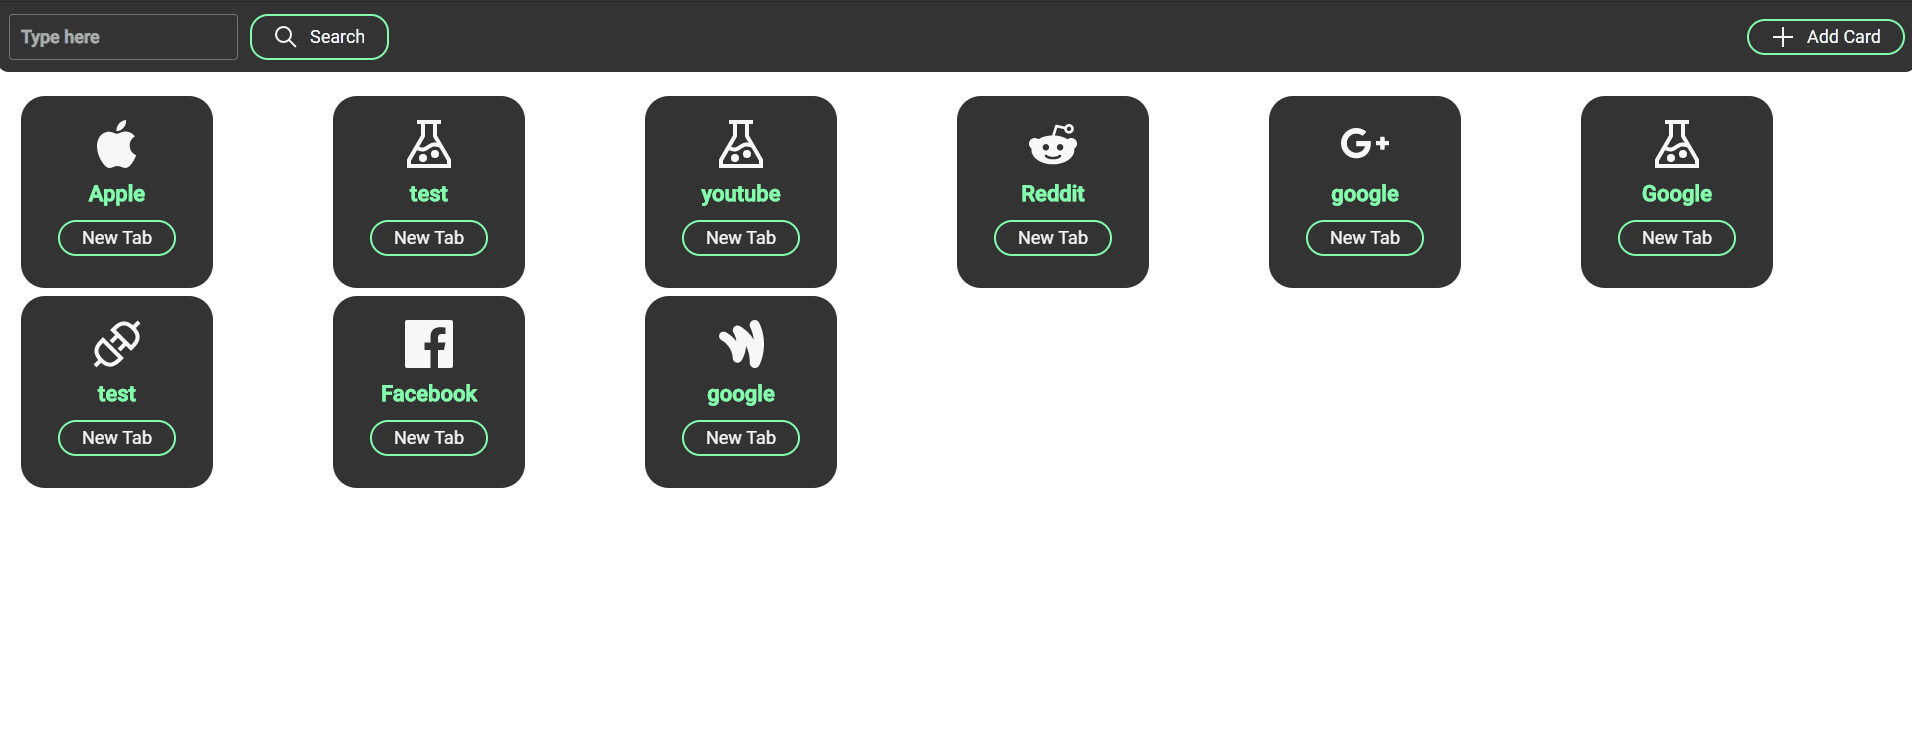 Type here
Search
Add Card
Apple
New Tab
test
New Tab
youtube
New Tab
Reddit
New Tab
G+
google
New Tab
Google
New Tab
test
New Tab
Facebook
New Tab
google
New Tab